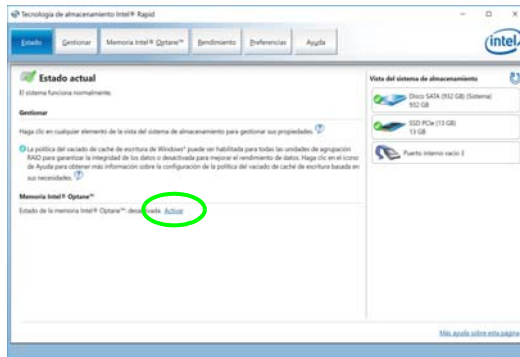 Tecnología de almacenamiento Intel® Rapid
Estado Gestionar Memoria Intel® Optane™ Rendimiento Preferencias Ayuda
intel
Estado actual
El sistema funciona normalmente.
Gestionar
Haga clic en cualquier elemento de la vista del sistema de almacenamiento para gestionar sus propiedades.
La política del vaciado de caché de escritura de Windows* puede ser habilitada para todas las unidades de agrupación
RAID para garantizar la integridad de los datos o desactivada para mejorar el rendimiento de datos. Haga clic en el icono
de Ayuda para obtener más información sobre la configuración de la política del vaciado de caché de escritura basada en
sus necesidades.
Memoria Intel® Optane™
Estado de la memoria Intel® Optane™: desactivada. Activar
Vista del sistema de almacenamiento
Disco SATA (932 GB) (Sistema)
932 GB
SSD PCIe (13 GB)
13 GB
Puerto interno vacío 3
Más ayuda sobre esta página